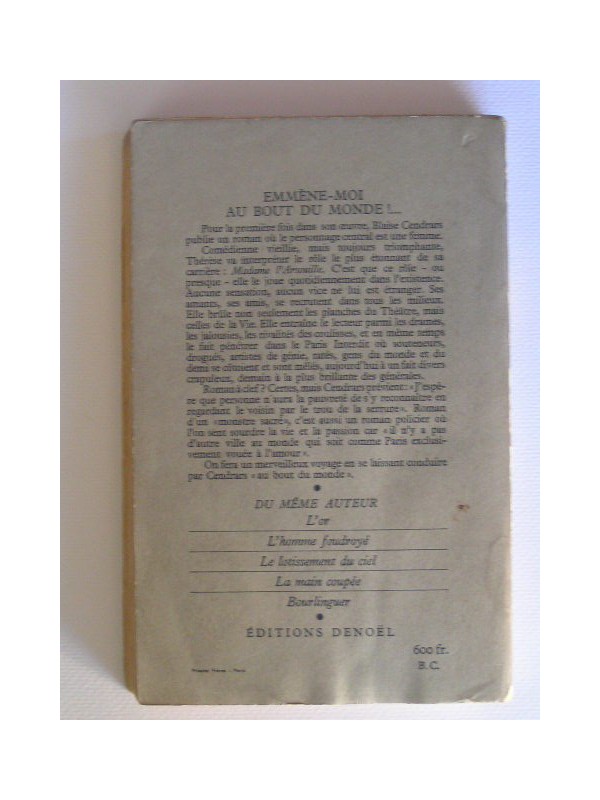 EMMÈNE-MOI
AU BOUT DU MONDE !...
Pour la première fois dans son œuvre, Blaise Cendrars
publie un roman où le personnage central est une femme.
Comédienne vieillie, mais toujours triomphante,
Thérèse va interpréter le rôle le plus étonnant de sa
carrière : Madame l'Arsouille. C'est que ce rôle - ou
presque - elle le joue quotidiennement dans l'existence.
Aucune sensation, aucun vice ne lui est étranger. Ses
amants, ses amis, se recrutent dans tous les milieux.
Elle brille non seulement les planches du Théâtre, mais
celles de la Vie. Elle entraîne le lecteur parmi les drames,
les jalousies, les rivalités des coulisses, et en même temps
le fait pénétrer dans le Paris Interdit où souteneurs,
drogués, artistes de génie, ratés, gens du monde et du
demi se croisent et sont mêlés, aujourd'hui à un fait divers
crapuleux, demain à la plus brillante des générales.
Roman à clef ? Certes, mais Cendrars prévient : « J'espè-
re que personne n'aura la pauvreté de s'y reconnaître en
regardant le voisin par le trou de la serrure ». Roman
d'un « monstre sacré », c'est aussi un roman policier où
l'on sent sourdre la vie et la passion car « il n'y a pas
d'autre ville au monde qui soit comme Paris exclusi-
vement vouée à l'amour ».
On fera un merveilleux voyage en se laissant conduire
par Cendrars « au bout du monde ».
DU MÊME AUTEUR
L'or
L'homme foudroyé
Le lotissement du ciel
La main coupée
Bourlinguer
ÉDITIONS DENOËL
600 fr.
B.C.
Frères - Paris